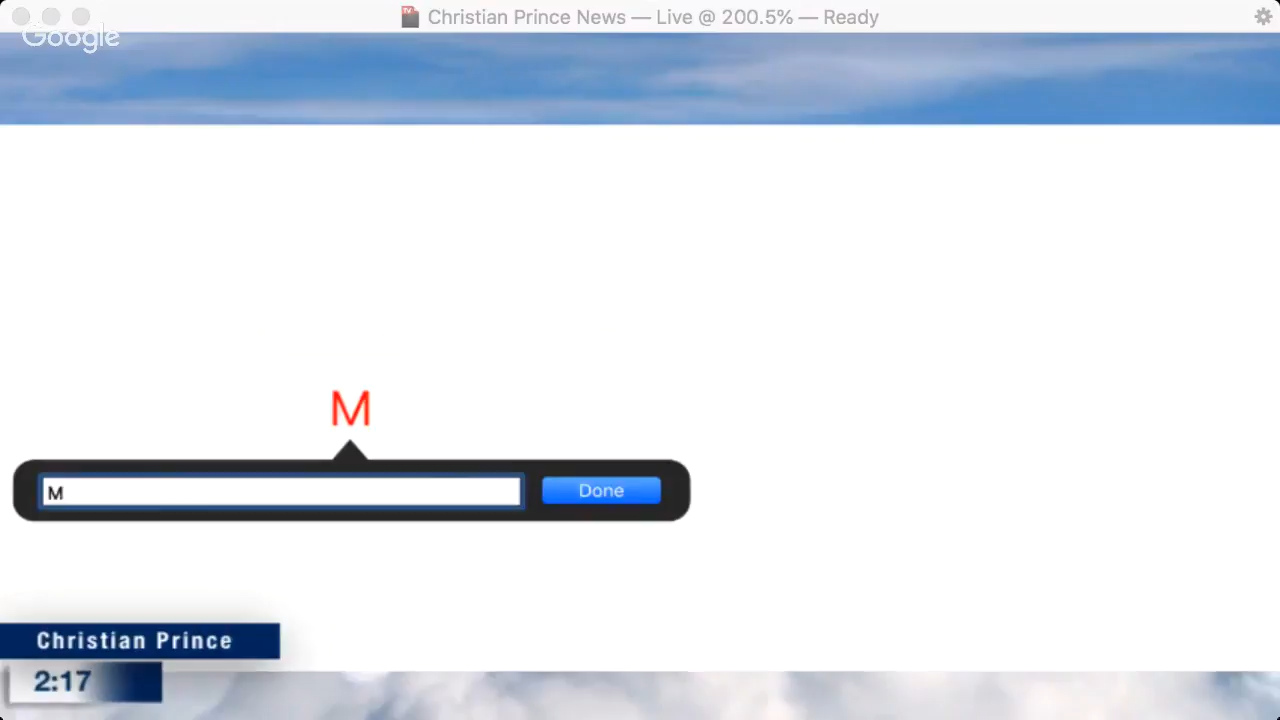 Christian Prince News — Live @ 200.5% — Ready
Google
M
M
Done
Christian Prince
2:17